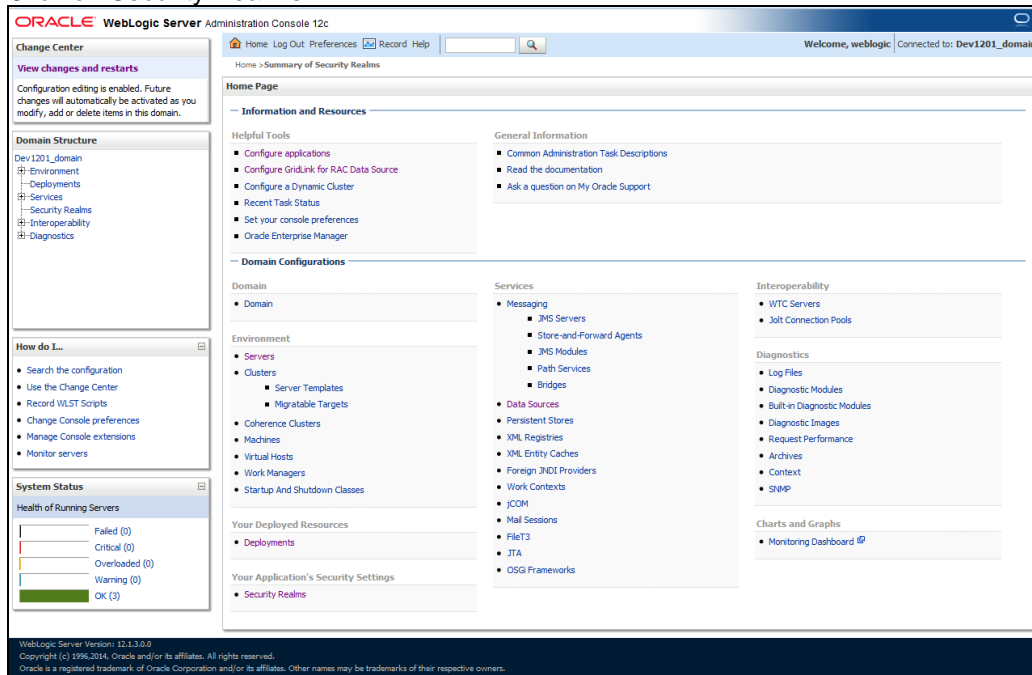 ORACLE WebLogic Server Administration Console 12c
Change Center
View changes and restarts
Configuration editing is enabled. Future
changes will automatically be activated as you
modify, add or delete items in this domain.
Domain Structure
Dev1201_domain
Environment
Deployments
Services
Security Realms
Interoperability
Diagnostics
How do I...
Search the configuration
Use the Change Center
Record WLST Scripts
Change Console preferences
Manage Console extensions
Monitor servers
System Status
Health of Running Servers
Failed (0)
Critical (0)
Overloaded (0)
Warning (0)
OK (3)
Home Log Out Preferences Record Help
Welcome, weblogic Connected to: Dev1201_domain
Home >Summary of Security Realms
Home Page
Information and Resources
Helpful Tools
Configure applications
Configure GridLink for RAC Data Source
Configure a Dynamic Cluster
Recent Task Status
Set your console preferences
Oracle Enterprise Manager
General Information
Common Administration Task Descriptions
Read the documentation
Ask a question on My Oracle Support
Domain Configurations
Domain
Domain
Environment
Servers
Clusters
Server Templates
Migratable Targets
Coherence Clusters
Machines
Virtual Hosts
Work Managers
Startup And Shutdown Classes
Your Deployed Resources
Deployments
Your Application's Security Settings
Security Realms
Services
Messaging
JMS Servers
Store-and-Forward Agents
JMS Modules
Path Services
Bridges
Data Sources
Persistent Stores
XML Registries
XML Entity Caches
Foreign JNDI Providers
Work Contexts
jCOM
Mail Sessions
FileT3
JTA
OSGi Frameworks
Interoperability
WTC Servers
Jolt Connection Pools
Diagnostics
Log Files
Diagnostic Modules
Built-in Diagnostic Modules
Diagnostic Images
Request Performance
Archives
Context
SNMP
Charts and Graphs
Monitoring Dashboard
WebLogic Server Version: 12.1.3.0.0
Copyright (c) 1996,2014, Oracle and/or its affiliates. All rights reserved.
Oracle is a registered trademark of Oracle Corporation and/or its affiliates. Other names may be trademarks of their respective owners.